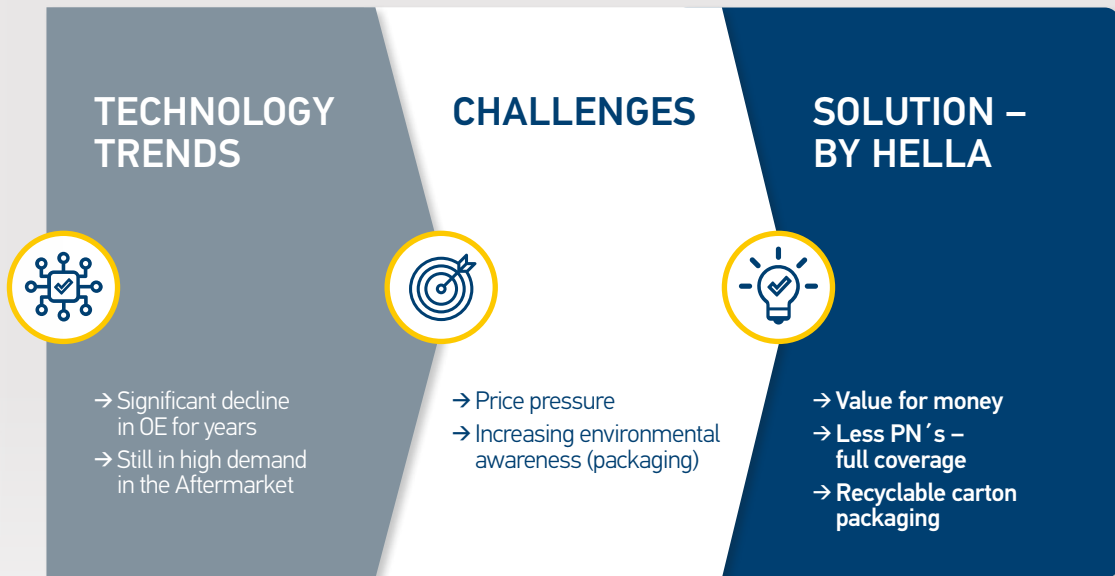 TECHNOLOGY
TRENDS
→ Significant decline
in OE for years
→ Still in high demand
in the Aftermarket
CHALLENGES
→ Price pressure
→ Increasing environmental
awareness (packaging)
SOLUTION –
BY HELLA
→ Value for money
→ Less PN´s –
full coverage
→ Recyclable carton
packaging